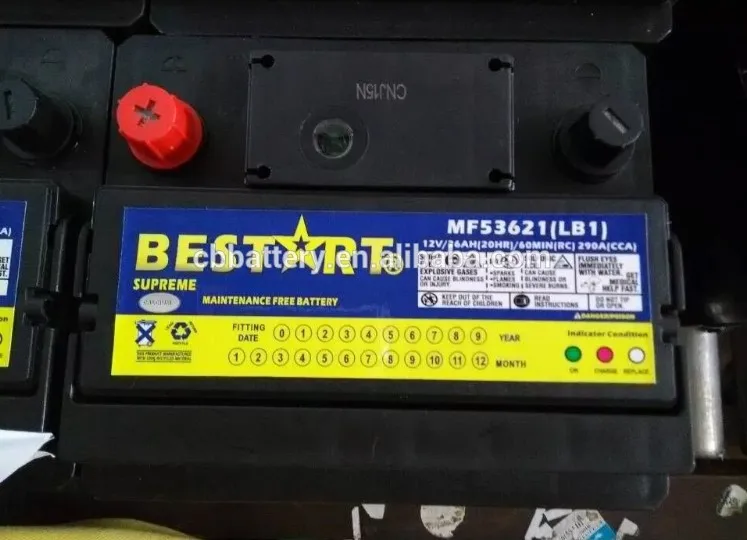 CNJ15N
MF53621(LB1)
12V/36AH(20HR)/60MIN(RC) 290A(CCA)
BESTART®
cbbattery.en.alibaba.com
SUPREME
MAINTENANCE FREE BATTERY
EXPLOSIVE GASES
CAN CAUSE BLINDNESS
OR INJURY
•SPARKS
•FLAMES
•SMOKING
CAN CAUSE
BLINDNESS OR
SEVERE BURNS
FLUSH EYES
IMMEDIATELY
WITH WATER.
GET
MEDICAL
HELP FAST.
KEEP OUT OF THE
REACH OF CHILDREN
READ
INSTRUCTIONS
DO NOT TIP
OR OPEN.
DANGER/POISON
FITTING
DATE
0 1 2 3 4 5 6 7 8 9 YEAR
1 2 3 4 5 6 7 8 9 10 11 12 MONTH
RECYCLE
Indicator Condition
OK CHARGE REPLACE